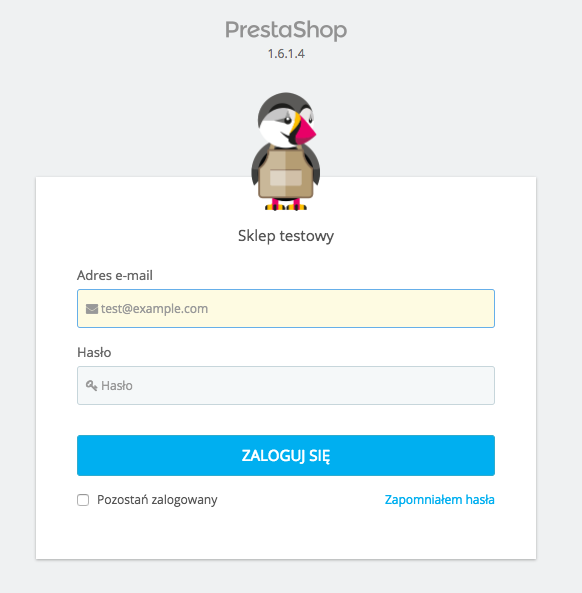 PrestaShop
1.6.1.4
Sklep testowy
Adres e-mail
test@example.com
Hasło
Hasło
ZALOGUJ SIĘ
Pozostań zalogowany Zapomniałem hasła